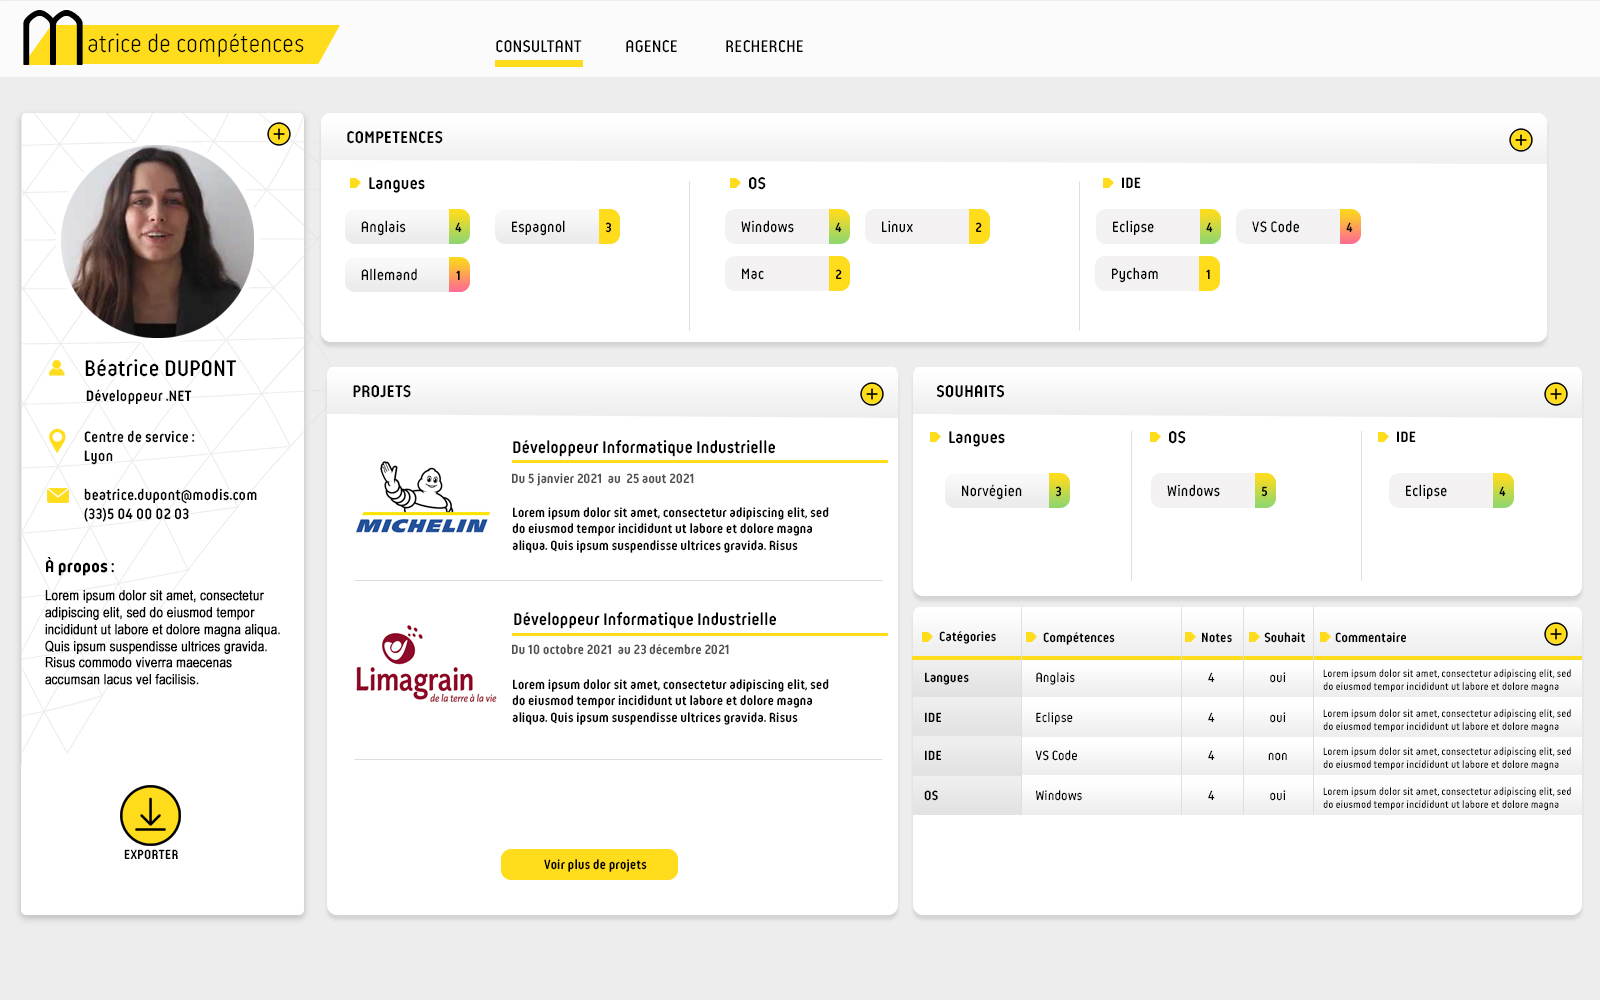 Matrice de compétences
CONSULTANT
AGENCE
RECHERCHE
Béatrice DUPONT
Développeur .NET
Centre de service :
Lyon
beatrice.dupont@modis.com
(33)5 04 00 02 03
À propos :
Lorem ipsum dolor sit amet, consectetur
adipiscing elit, sed do eiusmod tempor
incididunt ut labore et dolore magna aliqua.
Quis ipsum suspendisse ultrices gravida.
Risus commodo viverra maecenas
accumsan lacus vel facilisis.
EXPORTER
COMPETENCES
Langues
Anglais 4
Espagnol 3
Allemand 1
OS
Windows 4
Linux 2
Mac 2
IDE
Eclipse 4
VS Code 4
Pycham 1
PROJETS
MICHELIN
Développeur Informatique Industrielle
Du 5 janvier 2021 au 25 aout 2021
Lorem ipsum dolor sit amet, consectetur adipiscing elit, sed
do eiusmod tempor incididunt ut labore et dolore magna
aliqua. Quis ipsum suspendisse ultrices gravida. Risus
Limagrain
de la terre à la vie
Développeur Informatique Industrielle
Du 10 octobre 2021 au 23 décembre 2021
Lorem ipsum dolor sit amet, consectetur adipiscing elit, sed
do eiusmod tempor incididunt ut labore et dolore magna
aliqua. Quis ipsum suspendisse ultrices gravida. Risus
Voir plus de projets
SOUHAITS
Langues
Norvégien 3
OS
Windows 5
IDE
Eclipse 4
Catégories Compétences Notes Souhait Commentaire
Langues Anglais 4 oui Lorem ipsum dolor sit amet, consectetur adipiscing elit, sed
do eiusmod tempor incididunt ut labore et dolore magna
IDE Eclipse 4 oui Lorem ipsum dolor sit amet, consectetur adipiscing elit, sed
do eiusmod tempor incididunt ut labore et dolore magna
IDE VS Code 4 non Lorem ipsum dolor sit amet, consectetur adipiscing elit, sed
do eiusmod tempor incididunt ut labore et dolore magna
OS Windows 4 oui Lorem ipsum dolor sit amet, consectetur adipiscing elit, sed
do eiusmod tempor incididunt ut labore et dolore magna